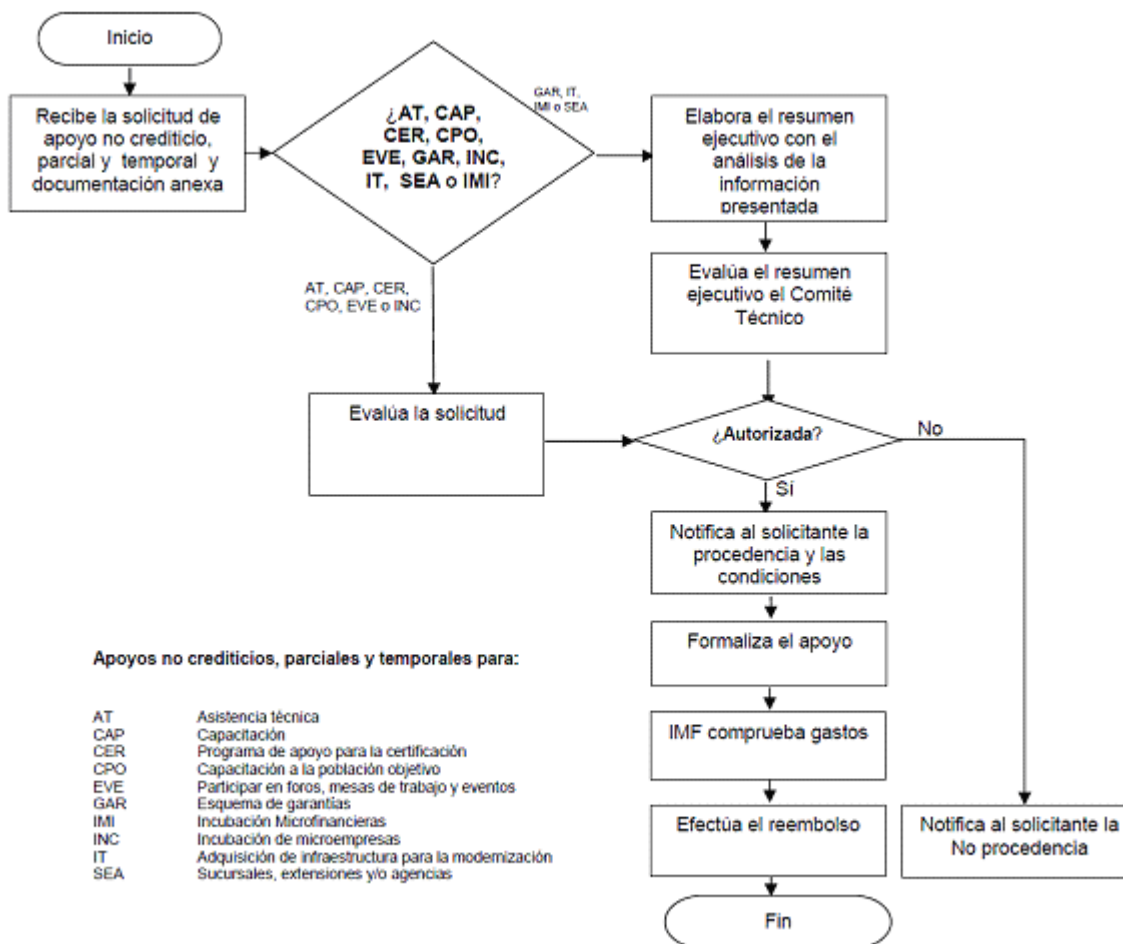 Inicio
Recibe la solicitud de
apoyo no crediticio,
parcial y temporal y
documentación anexa
¿AT, CAP,
CER, CPO,
EVE, GAR, INC,
IT, SEA o IMI?
GAR, IT,
IMI o SEA
Elabora el resumen
ejecutivo con el
análisis de la
información
presentada
Evalúa el resumen
ejecutivo el Comité
Técnico
AT, CAP, CER,
CPO, EVE o INC
Evalúa la solicitud
¿Autorizada?
No
Sí
Notifica al solicitante la
procedencia y las
condiciones
Formaliza el apoyo
IMF comprueba gastos
Efectúa el reembolso
Notifica al solicitante la
No procedencia
Fin
Apoyos no crediticios, parciales y temporales para:
AT Asistencia técnica
CAP Capacitación
CER Programa de apoyo para la certificación
CPO Capacitación a la población objetivo
EVE Participar en foros, mesas de trabajo y eventos
GAR Esquema de garantías
IMI Incubación Microfinancieras
INC Incubación de microempresas
IT Adquisición de infraestructura para la modernización
SEA Sucursales, extensiones y/o agencias